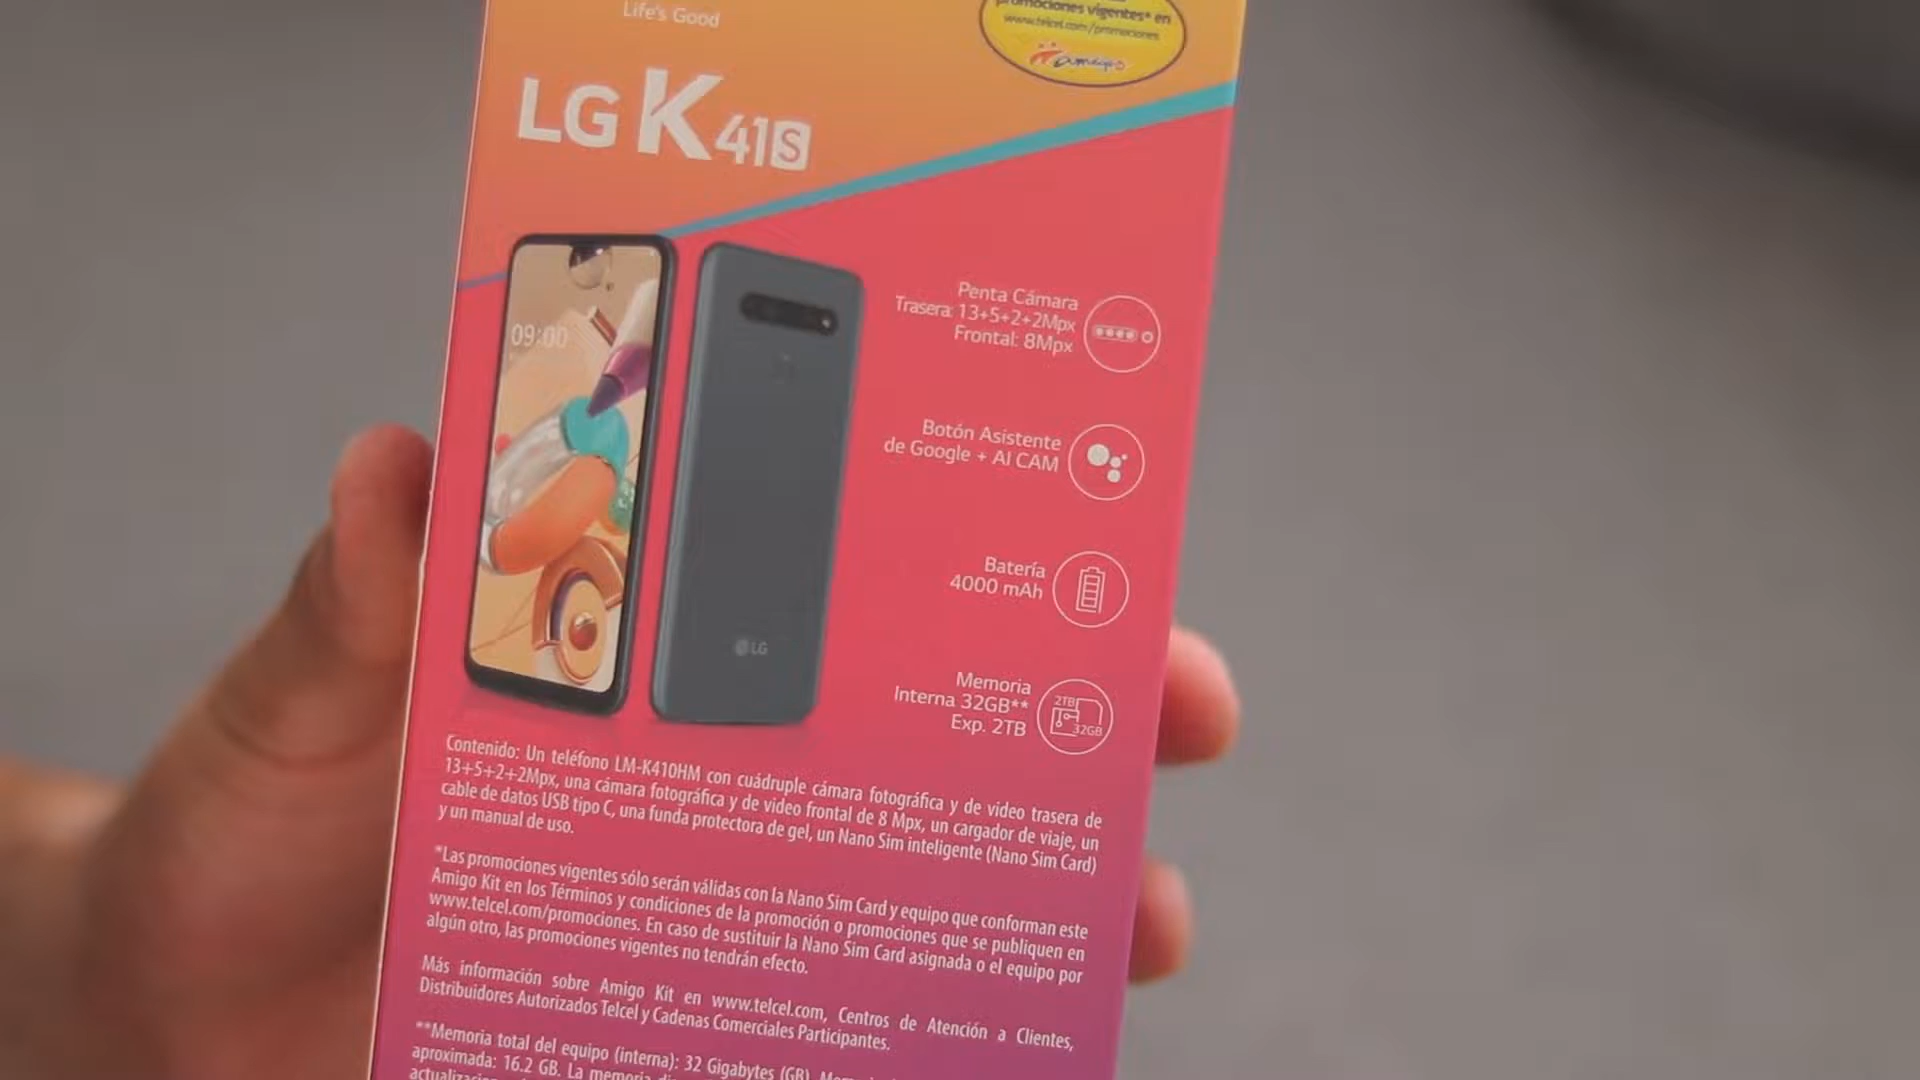 Life's Good
promociones vigentes* en
www.telcel.com/promociones
amigo
LG K41S
09:00
LG
Penta Cámara
Trasera: 13+5+2+2Mpx
Frontal: 8Mpx
Botón Asistente
de Google + AI CAM
Batería
4000 mAh
Memoria
Interna 32GB**
Exp. 2TB
2TB
32GB
Contenido: Un teléfono LM-K410HM con cuádruple cámara fotográfica y de video trasera de
13+5+2+2Mpx, una cámara fotográfica y de video frontal de 8 Mpx, un cargador de viaje, un
cable de datos USB tipo C, una funda protectora de gel, un Nano Sim inteligente (Nano Sim Card)
y un manual de uso.
*Las promociones vigentes sólo serán válidas con la Nano Sim Card y equipo que conforman este
Amigo Kit en los Términos y condiciones de la promoción o promociones que se publiquen en
www.telcel.com/promociones. En caso de sustituir la Nano Sim Card asignada o el equipo por
algún otro, las promociones vigentes no tendrán efecto.
Más información sobre Amigo Kit en www.telcel.com, Centros de Atención a Clientes,
Distribuidores Autorizados Telcel y Cadenas Comerciales Participantes.
**Memoria total del equipo (interna): 32 Gigabytes (GB).
aproximada: 16.2 GB. La memoria